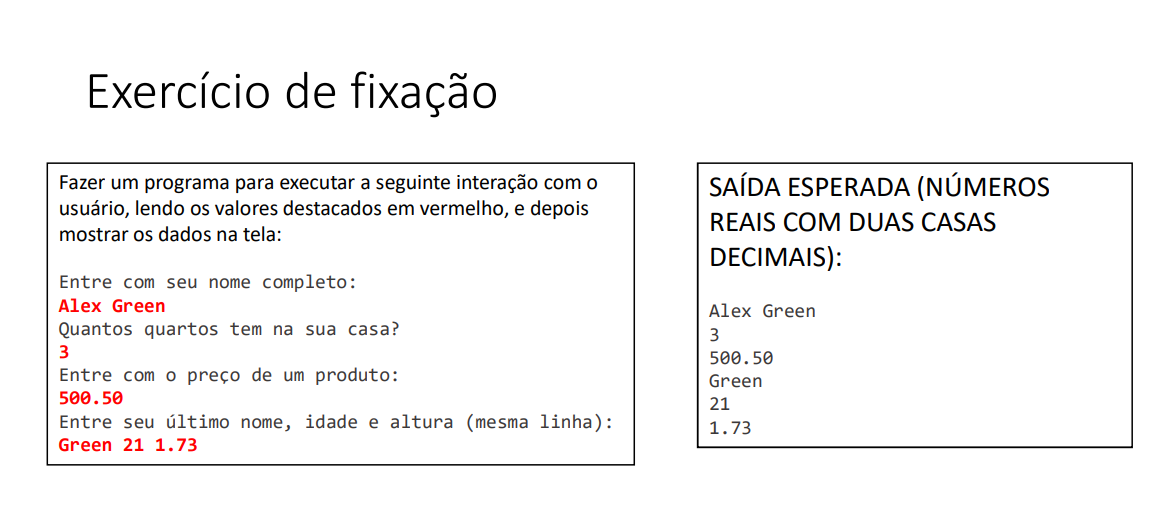 Exercício de fixação
Fazer um programa para executar a seguinte interação com o
usuário, lendo os valores destacados em vermelho, e depois
mostrar os dados na tela:
Entre com seu nome completo:
Alex Green
Quantos quartos tem na sua casa?
3
Entre com o preço de um produto:
500.50
Entre seu último nome, idade e altura (mesma linha):
Green 21 1.73
SAÍDA ESPERADA (NÚMEROS
REAIS COM DUAS CASAS
DECIMAIS):
Alex Green
3
500.50
Green
21
1.73